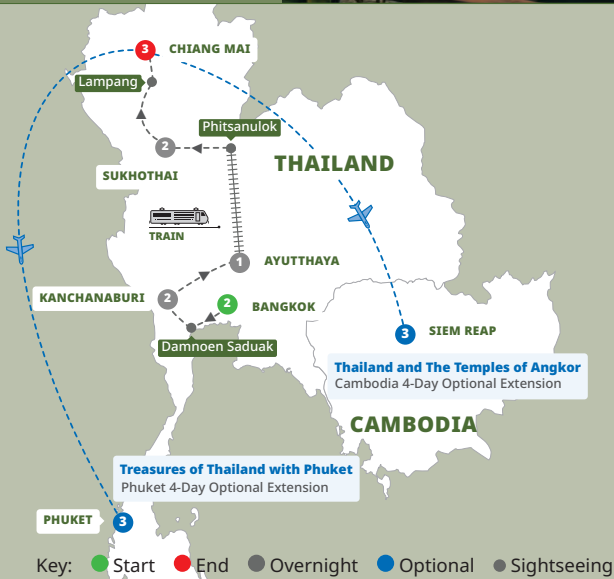 3 CHIANG MAI
Lampang
Phitsanulok
2
SUKHOTHAI
THAILAND
TRAIN
1 AYUTTHAYA
KANCHANABURI 2
2 BANGKOK
Damnoen Saduak
3 SIEM REAP
Thailand and The Temples of Angkor
Cambodia 4-Day Optional Extension
CAMBODIA
Treasures of Thailand with Phuket
Phuket 4-Day Optional Extension
PHUKET 3
Key: Start End Overnight Optional Sightseeing